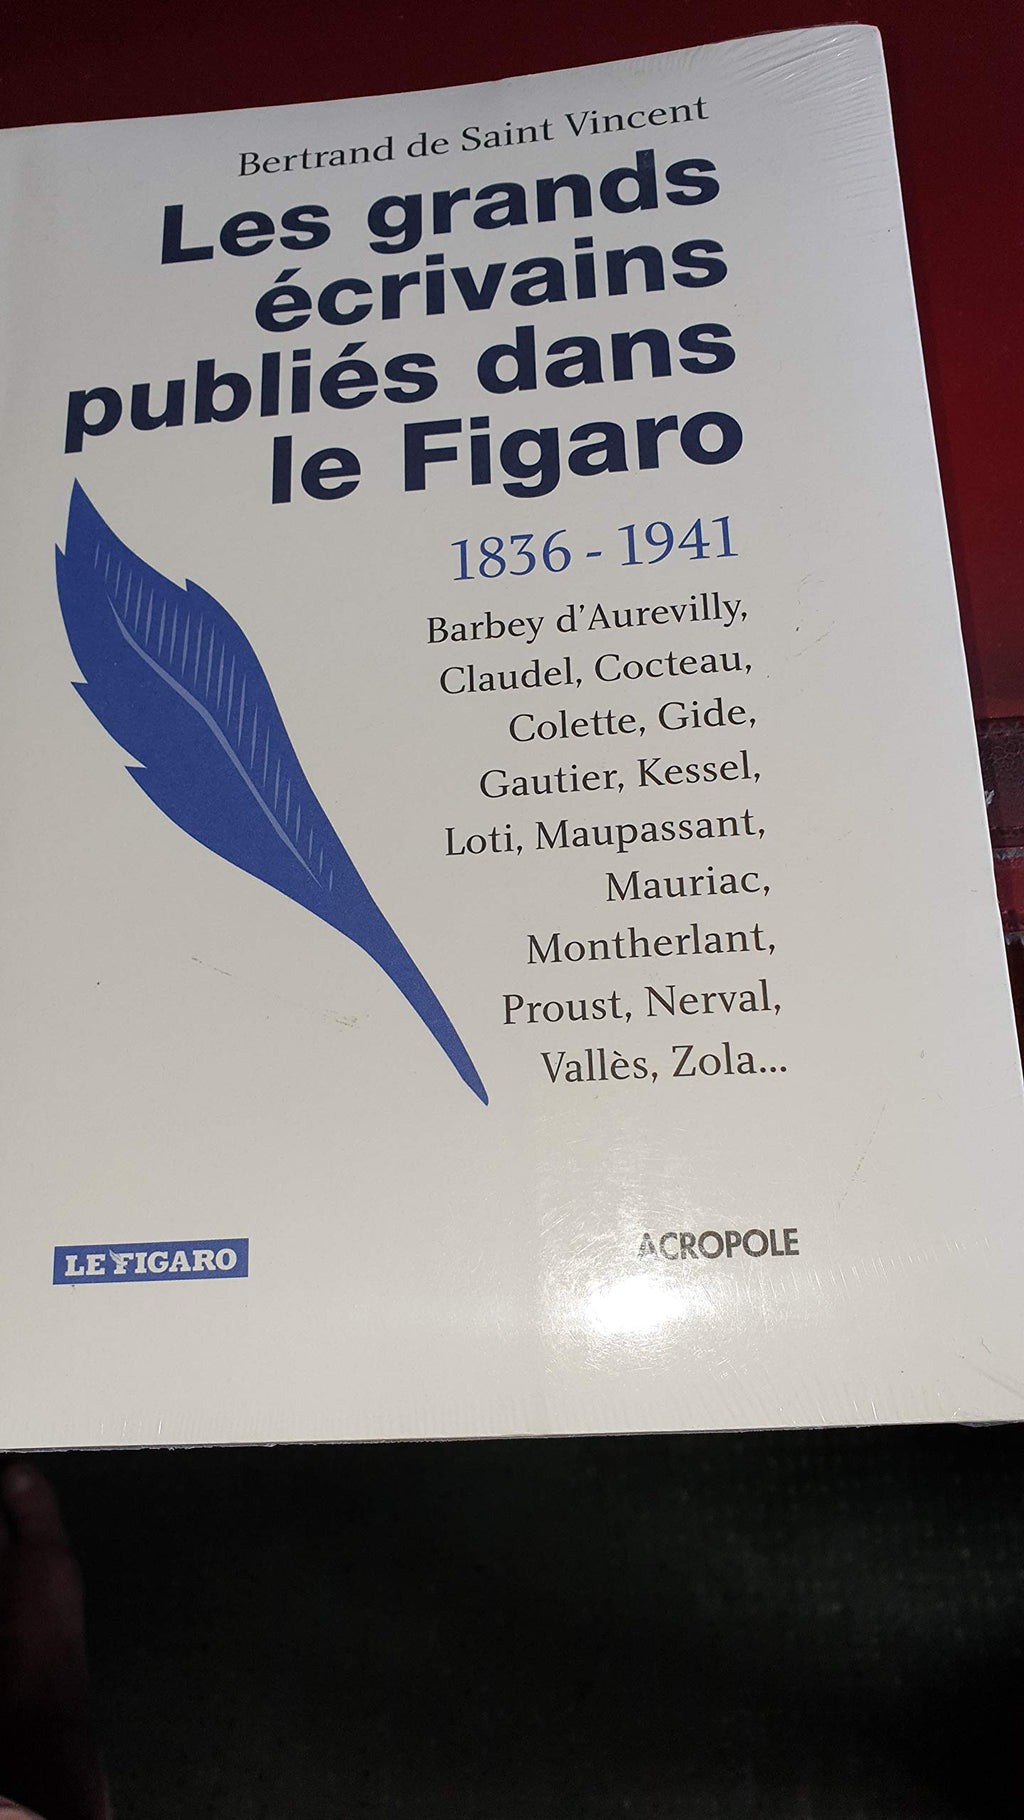 Bertrand de Saint Vincent
Les grands
écrivains
publiés dans
le Figaro
1836 - 1941
Barbey d'Aurevilly,
Claudel, Cocteau,
Colette, Gide,
Gautier, Kessel,
Loti, Maupassant,
Mauriac,
Montherlant,
Proust, Nerval,
Vallès, Zola...
LE FIGARO
ACROPOLE